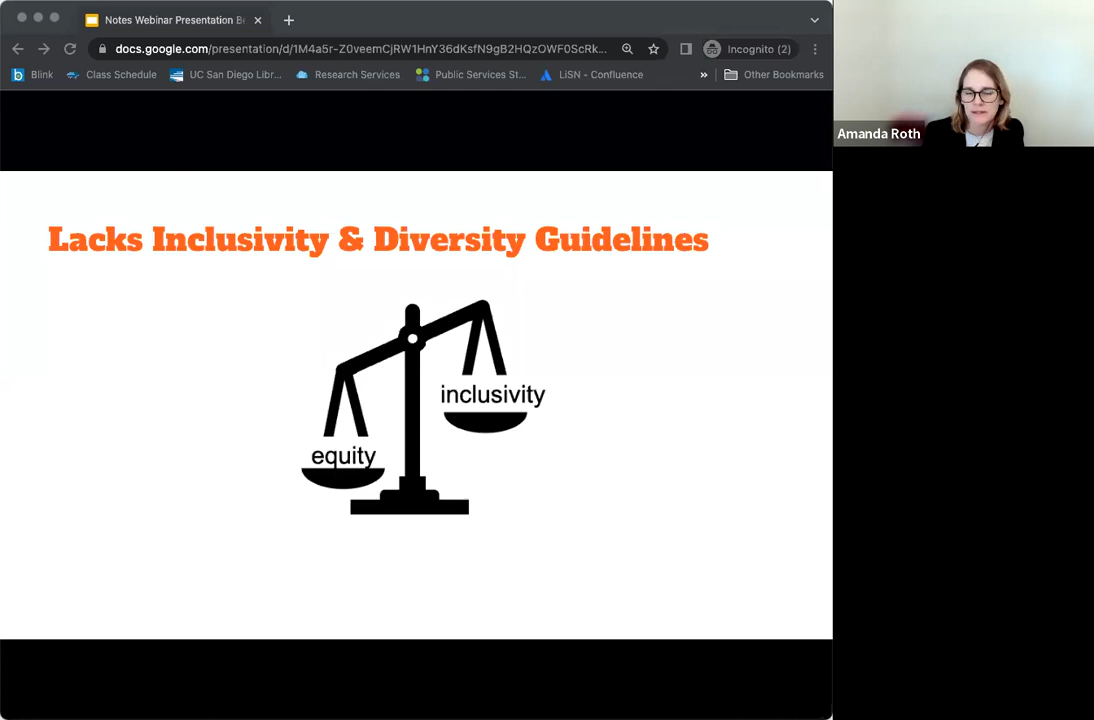 Notes Webinar Presentation Be
docs.google.com/presentation/d/1M4a5r-Z0veemCjRW1HnY36dKsfN9gB2HQzOWF0ScRk...
Incognito (2)
Blink
Class Schedule
UC San Diego Libr...
Research Services
Public Services St...
LiSN - Confluence
»
Other Bookmarks
Amanda Roth
Lacks Inclusivity & Diversity Guidelines
inclusivity
equity